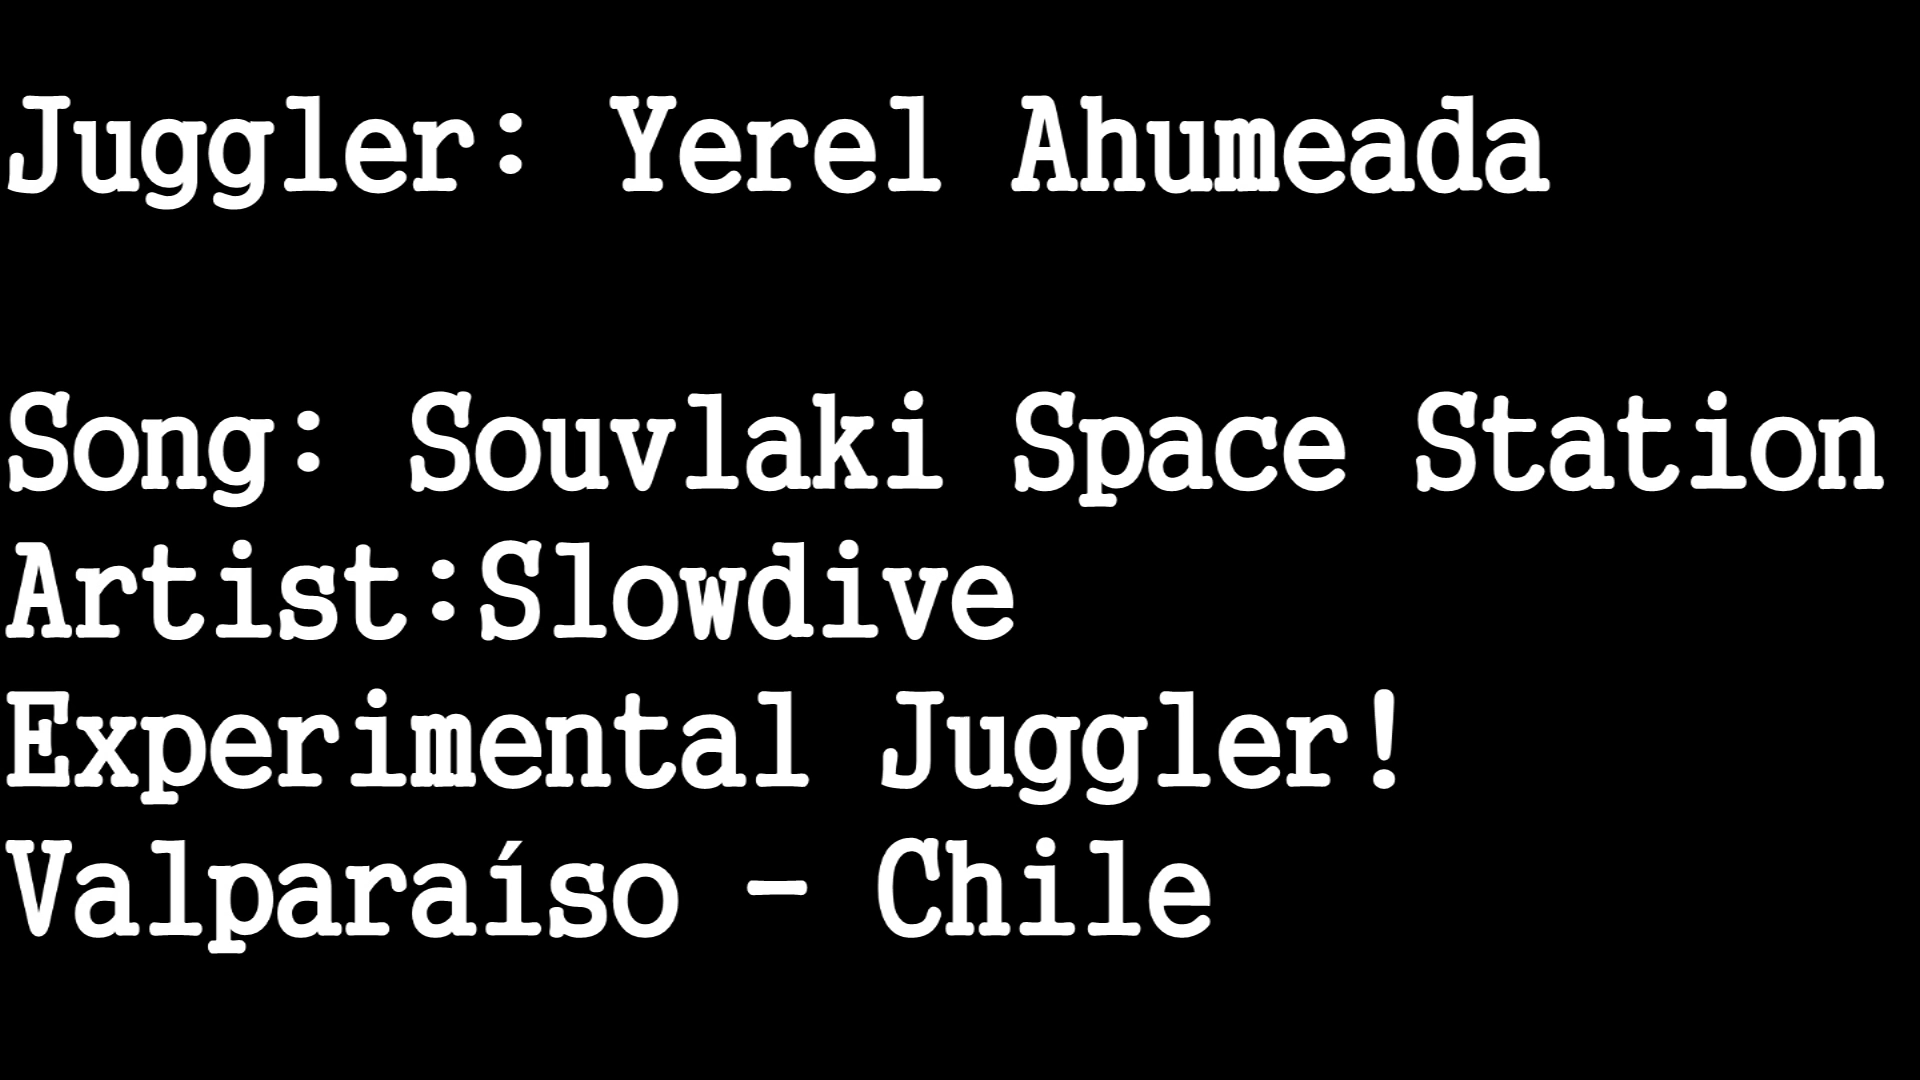 Juggler: Yerel Ahumeada
Song: Souvlaki Space Station
Artist:Slowdive
Experimental Juggler!
Valparaíso - Chile